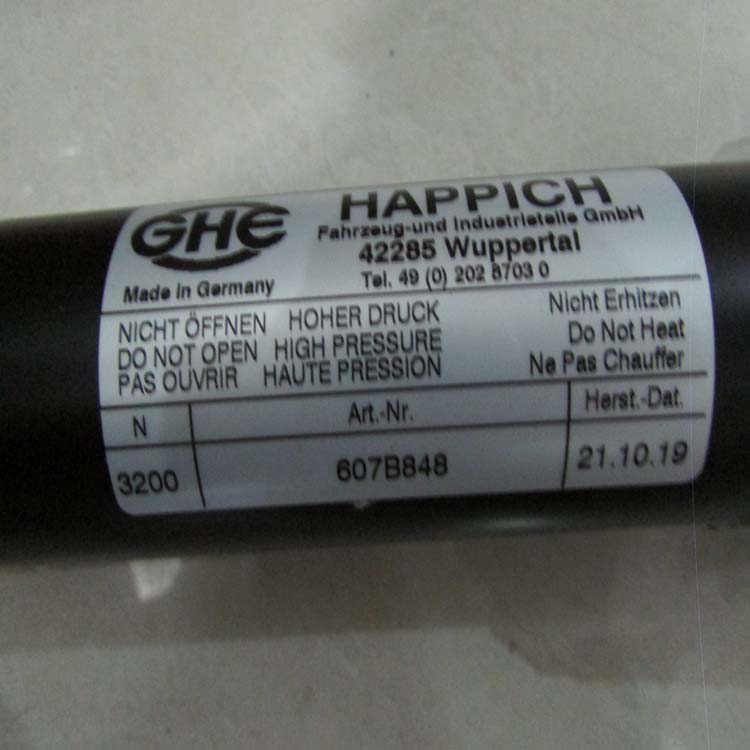 GHE
HAPPICH
Fahrzeug-und Industrieteile GmbH
42285 Wuppertal
Tel. 49 (0) 202 8703 0
Made in Germany
NICHT ÖFFNEN HOHER DRUCK Nicht Erhitzen
DO NOT OPEN HIGH PRESSURE Do Not Heat
PAS OUVRIR HAUTE PRESSION Ne Pas Chauffer
N Art.-Nr. Herst.-Dat.
3200 607B848 21.10.19